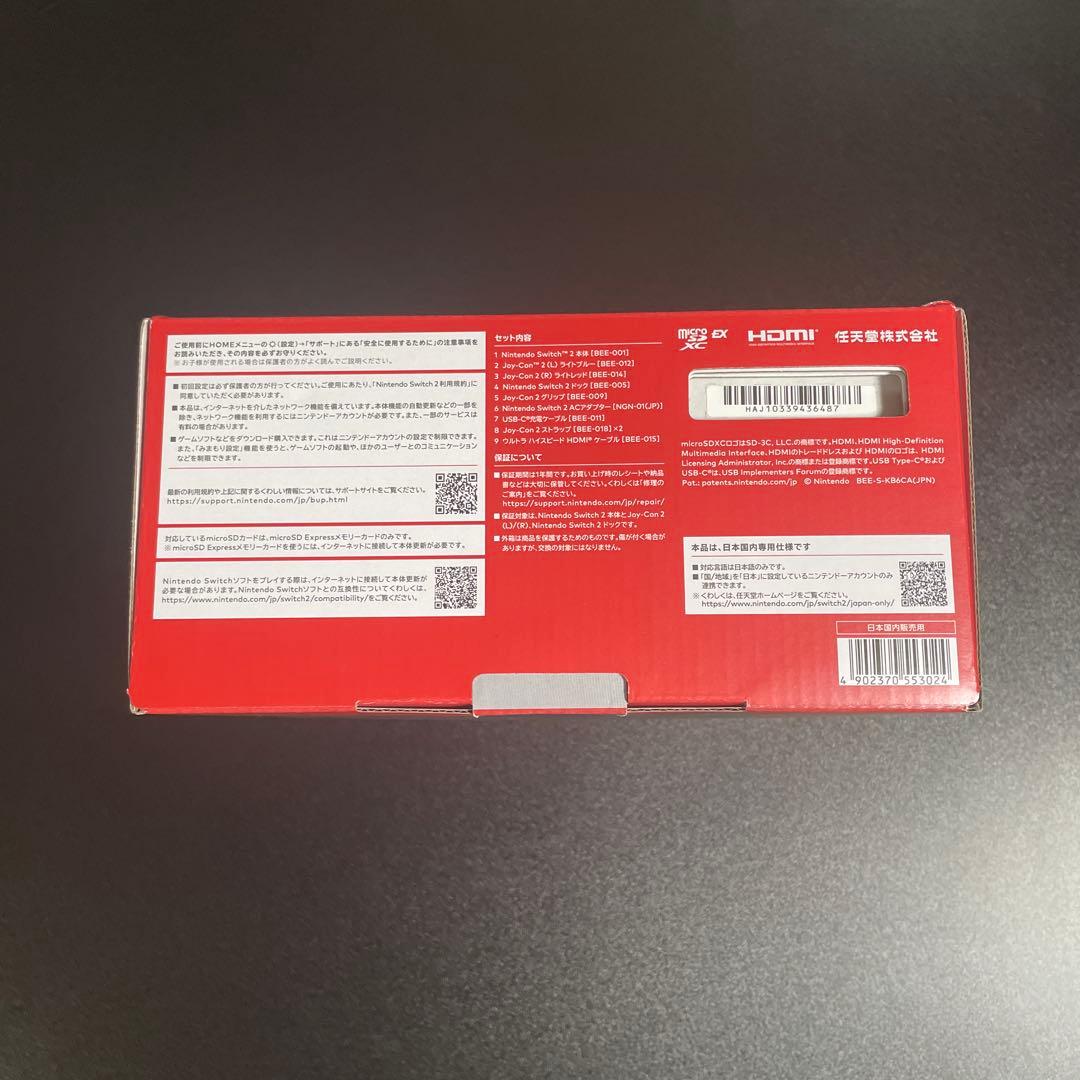 ご使用前にHOMEメニューの(設定)→「サポート」にある「安全に使用するために」の注意事項を
お読みいただき、その内容を必ずお守りください。
※お子様が使用される場合は保護者の方がよく読んでご説明ください。
■初回設定は必ず保護者の方が行ってください。ご使用にあたり、「Nintendo Switch 2 利用規約」に
同意していただく必要があります。
■本品は、インターネットを介したネットワーク機能を備えています。本体機能の自動更新などの一部を
除き、ネットワーク機能を利用するにはニンテンドーアカウントが必要です。また、一部のサービスは
有料の場合があります。
■ゲームソフトなどをダウンロード購入できます。これはニンテンドーアカウントの設定で制限できます。
また、「みまもり設定」機能を使うと、ゲームソフトの起動や、ほかのユーザーとのコミュニケーション
などを制限できます。
最新の利用規約や上記に関するくわしい情報については、サポートサイトをご覧ください。
https://support.nintendo.com/jp/bup.html
対応しているmicroSDカードは、microSD Expressメモリーカードのみです。
※microSD Expressメモリーカードを使うには、インターネットに接続して本体更新が必要です。
Nintendo Switchソフトをプレイする際は、インターネットに接続して本体更新が
必要な場合があります。Nintendo Switchソフトとの互換性についてくわしくは、
https://www.nintendo.com/jp/switch2/compatibility/をご覧ください。
セット内容
1 Nintendo Switch™ 2 本体 [BEE-001]
2 Joy-Con™ 2 (L) ライトブルー [BEE-012]
3 Joy-Con 2 (R) ライトレッド [BEE-014]
4 Nintendo Switch 2 ドック [BEE-005]
5 Joy-Con 2 グリップ [BEE-009]
6 Nintendo Switch 2 ACアダプター [NGN-01(JP)]
7 USB-C®充電ケーブル [BEE-011]
8 Joy-Con 2 ストラップ [BEE-018]×2
9 ウルトラ ハイスピード HDMI® ケーブル [BEE-015]
保証について
■保証期間は1年間です。お買い上げ時のレシートや納品
書などは大切に保管してください。くわしくは「修理の
ご案内」をご覧ください。
https://support.nintendo.com/jp/repair/
■保証対象は、Nintendo Switch 2 本体とJoy-Con 2
(L)/(R)、Nintendo Switch 2 ドックです。
■外箱は商品を保護するためのものです。傷が付く場合が
ありますが、交換の対象にはなりません。
micro SD XC EX HDMI 任天堂株式会社
HIGH-DEFINITION MULTIMEDIA INTERFACE
HAJ10339436487
microSDXCロゴはSD-3C, LLC.の商標です。HDMI、HDMI High-Definition
Multimedia Interface、HDMIのトレードドレスおよび HDMIのロゴは、HDMI
Licensing Administrator, Inc.の商標または登録商標です。USB Type-C®および
USB-C®は、USB Implementers Forumの登録商標です。
Pat.: patents.nintendo.com/jp © Nintendo BEE-S-KB6CA(JPN)
本品は、日本国内専用仕様です
■対応言語は日本語のみです。
■「国/地域」を「日本」に設定しているニンテンドーアカウントのみ
連携できます。
※くわしくは、任天堂ホームページをご覧ください。
https://www.nintendo.com/jp/switch2/japan-only/
日本国内販売用
4 902370 553024